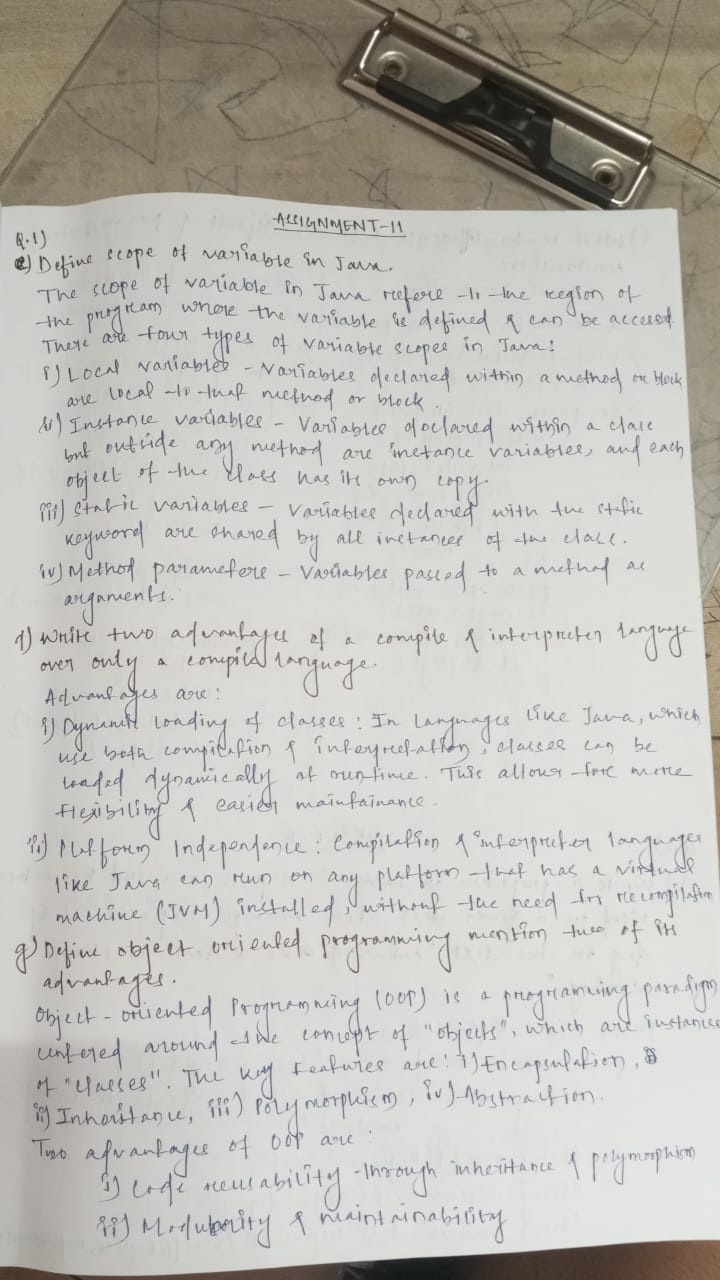 ASSIGNMENT-II
Q.1)
e) Define scope of variable in Java.
The scope of variable in Java refers to the region of
the program where the variable is defined & can be accessed.
There are four types of variable scopes in Java:
i) Local variables - Variables declared within a method or block
are local to that method or block.
ii) Instance variables - Variables declared within a class
but outside any method are instance variables, and each
object of the class has its own copy.
iii) Static variables - Variables declared with the static
keyword are shared by all instances of the class.
iv) Method parameters - Variables passed to a method as
arguments.
f) Write two advantages of a compile & interpreter language
over only a compiled language.
Advantages are:
i) Dynamic Loading of classes: In Languages like Java, which
use both compilation & interpretation, classes can be
loaded dynamically at runtime. This allows for more
flexibility & easier maintainance.
ii) Platform Independence: Compilation & interpreter languages
like Java can run on any platform that has a virtual
machine (JVM) installed, without the need for recompilation
g) Define object oriented programming mention two of its
advantages.
Object-oriented Programming (OOP) is a programming paradigm
centered around the concept of "objects", which are instances
of "classes". The key features are: i) Encapsulation,
ii) Inheritance, iii) Polymorphism, iv) Abstraction.
Two advantages of OOP are:
i) Code reusability - through inheritance & polymorphism
ii) Modularity & maintainability